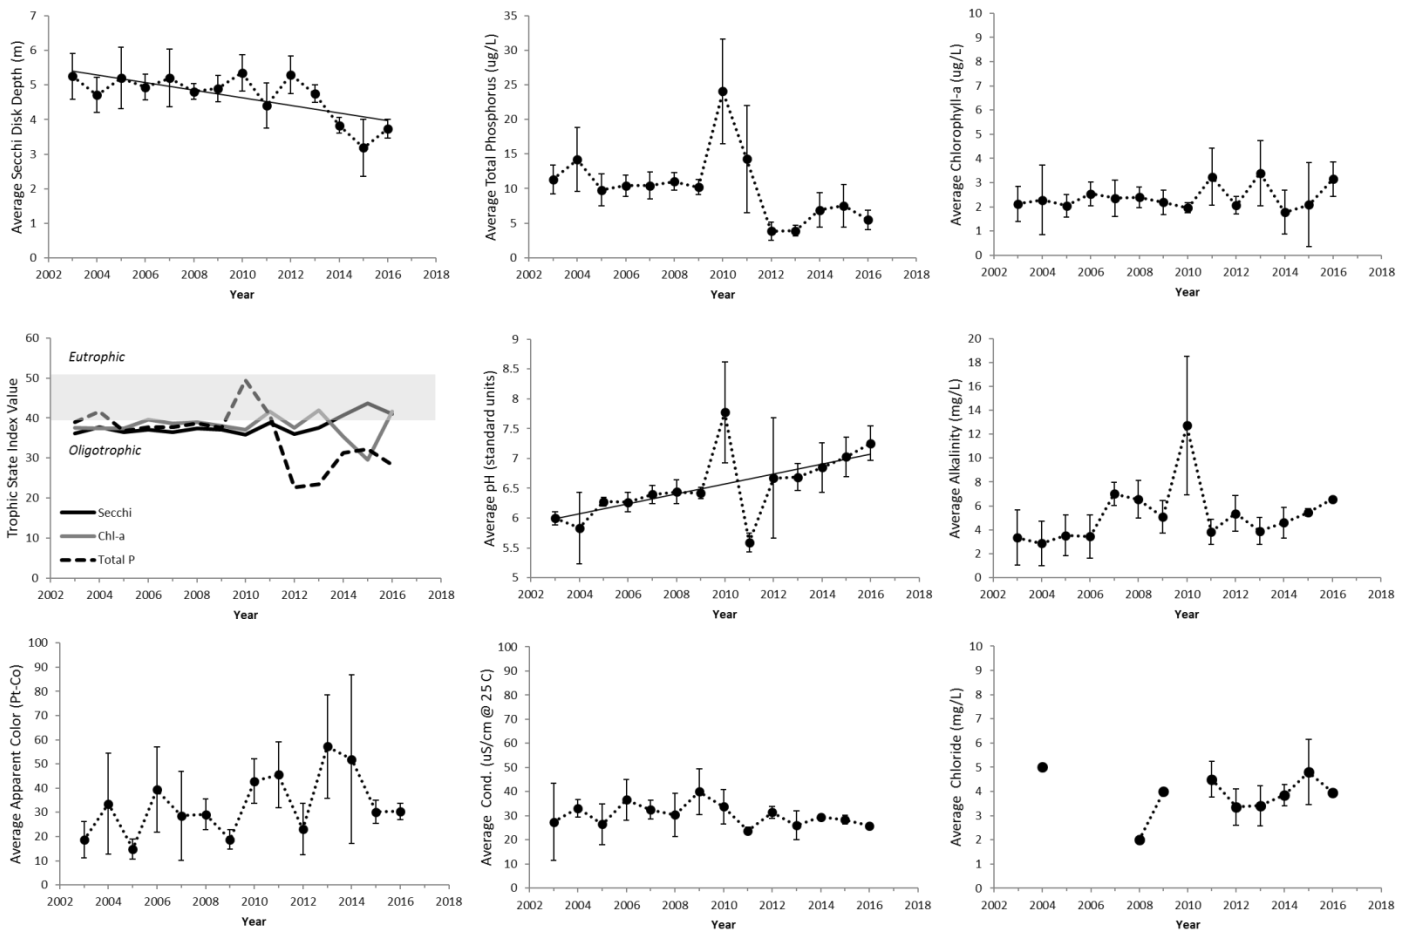 Average Secchi Disk Depth (m)
7
6
5
4
3
2
1
0
2002 2004 2006 2008 2010 2012 2014 2016 2018
Year
Average Total Phosphorus (ug/L)
35
30
25
20
15
10
5
0
2002 2004 2006 2008 2010 2012 2014 2016 2018
Year
Average Chlorophyll-a (ug/L)
10
9
8
7
6
5
4
3
2
1
0
2002 2004 2006 2008 2010 2012 2014 2016 2018
Year
Trophic State Index Value
60
50
40
30
20
10
0
Eutrophic
Oligotrophic
Secchi
Chl-a
Total P
2002 2004 2006 2008 2010 2012 2014 2016 2018
Year
Average pH (standard units)
9
8.5
8
7.5
7
6.5
6
5.5
5
2002 2004 2006 2008 2010 2012 2014 2016 2018
Year
Average Alkalinity (mg/L)
20
18
16
14
12
10
8
6
4
2
0
2002 2004 2006 2008 2010 2012 2014 2016 2018
Year
Average Apparent Color (Pt-Co)
100
90
80
70
60
50
40
30
20
10
0
2002 2004 2006 2008 2010 2012 2014 2016 2018
Year
Average Cond. (uS/cm @ 25 C)
100
90
80
70
60
50
40
30
20
10
0
2002 2004 2006 2008 2010 2012 2014 2016 2018
Year
Average Chloride (mg/L)
10
9
8
7
6
5
4
3
2
1
0
2002 2004 2006 2008 2010 2012 2014 2016 2018
Year